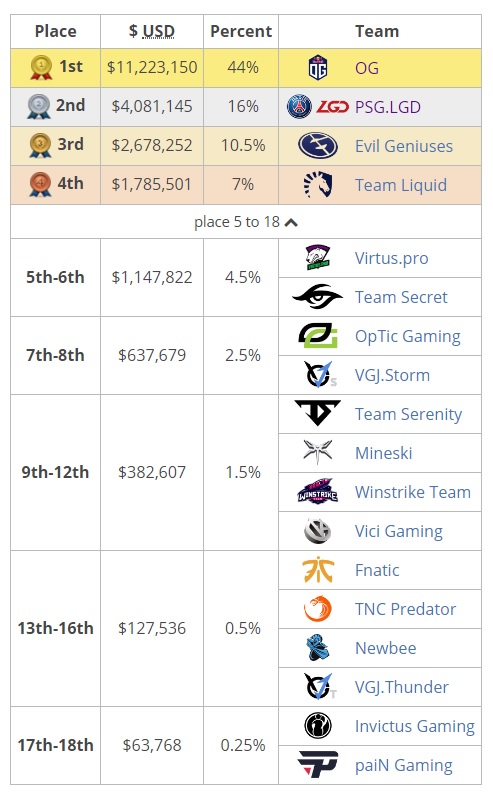 Place $ USD Percent Team
1st $11,223,150 44% OG OG
2nd $4,081,145 16% LGD PSG.LGD
3rd $2,678,252 10.5% Evil Geniuses
4th $1,785,501 7% Team Liquid
place 5 to 18
5th-6th $1,147,822 4.5% Virtus.pro
Team Secret
7th-8th $637,679 2.5% OpTic Gaming
S VGJ.Storm
9th-12th $382,607 1.5% Team Serenity
Mineski
WINSTRIKE Winstrike Team
Vici Gaming
13th-16th $127,536 0.5% Fnatic
TNC Predator
Newbee
T VGJ.Thunder
17th-18th $63,768 0.25% Invictus Gaming
paiN Gaming